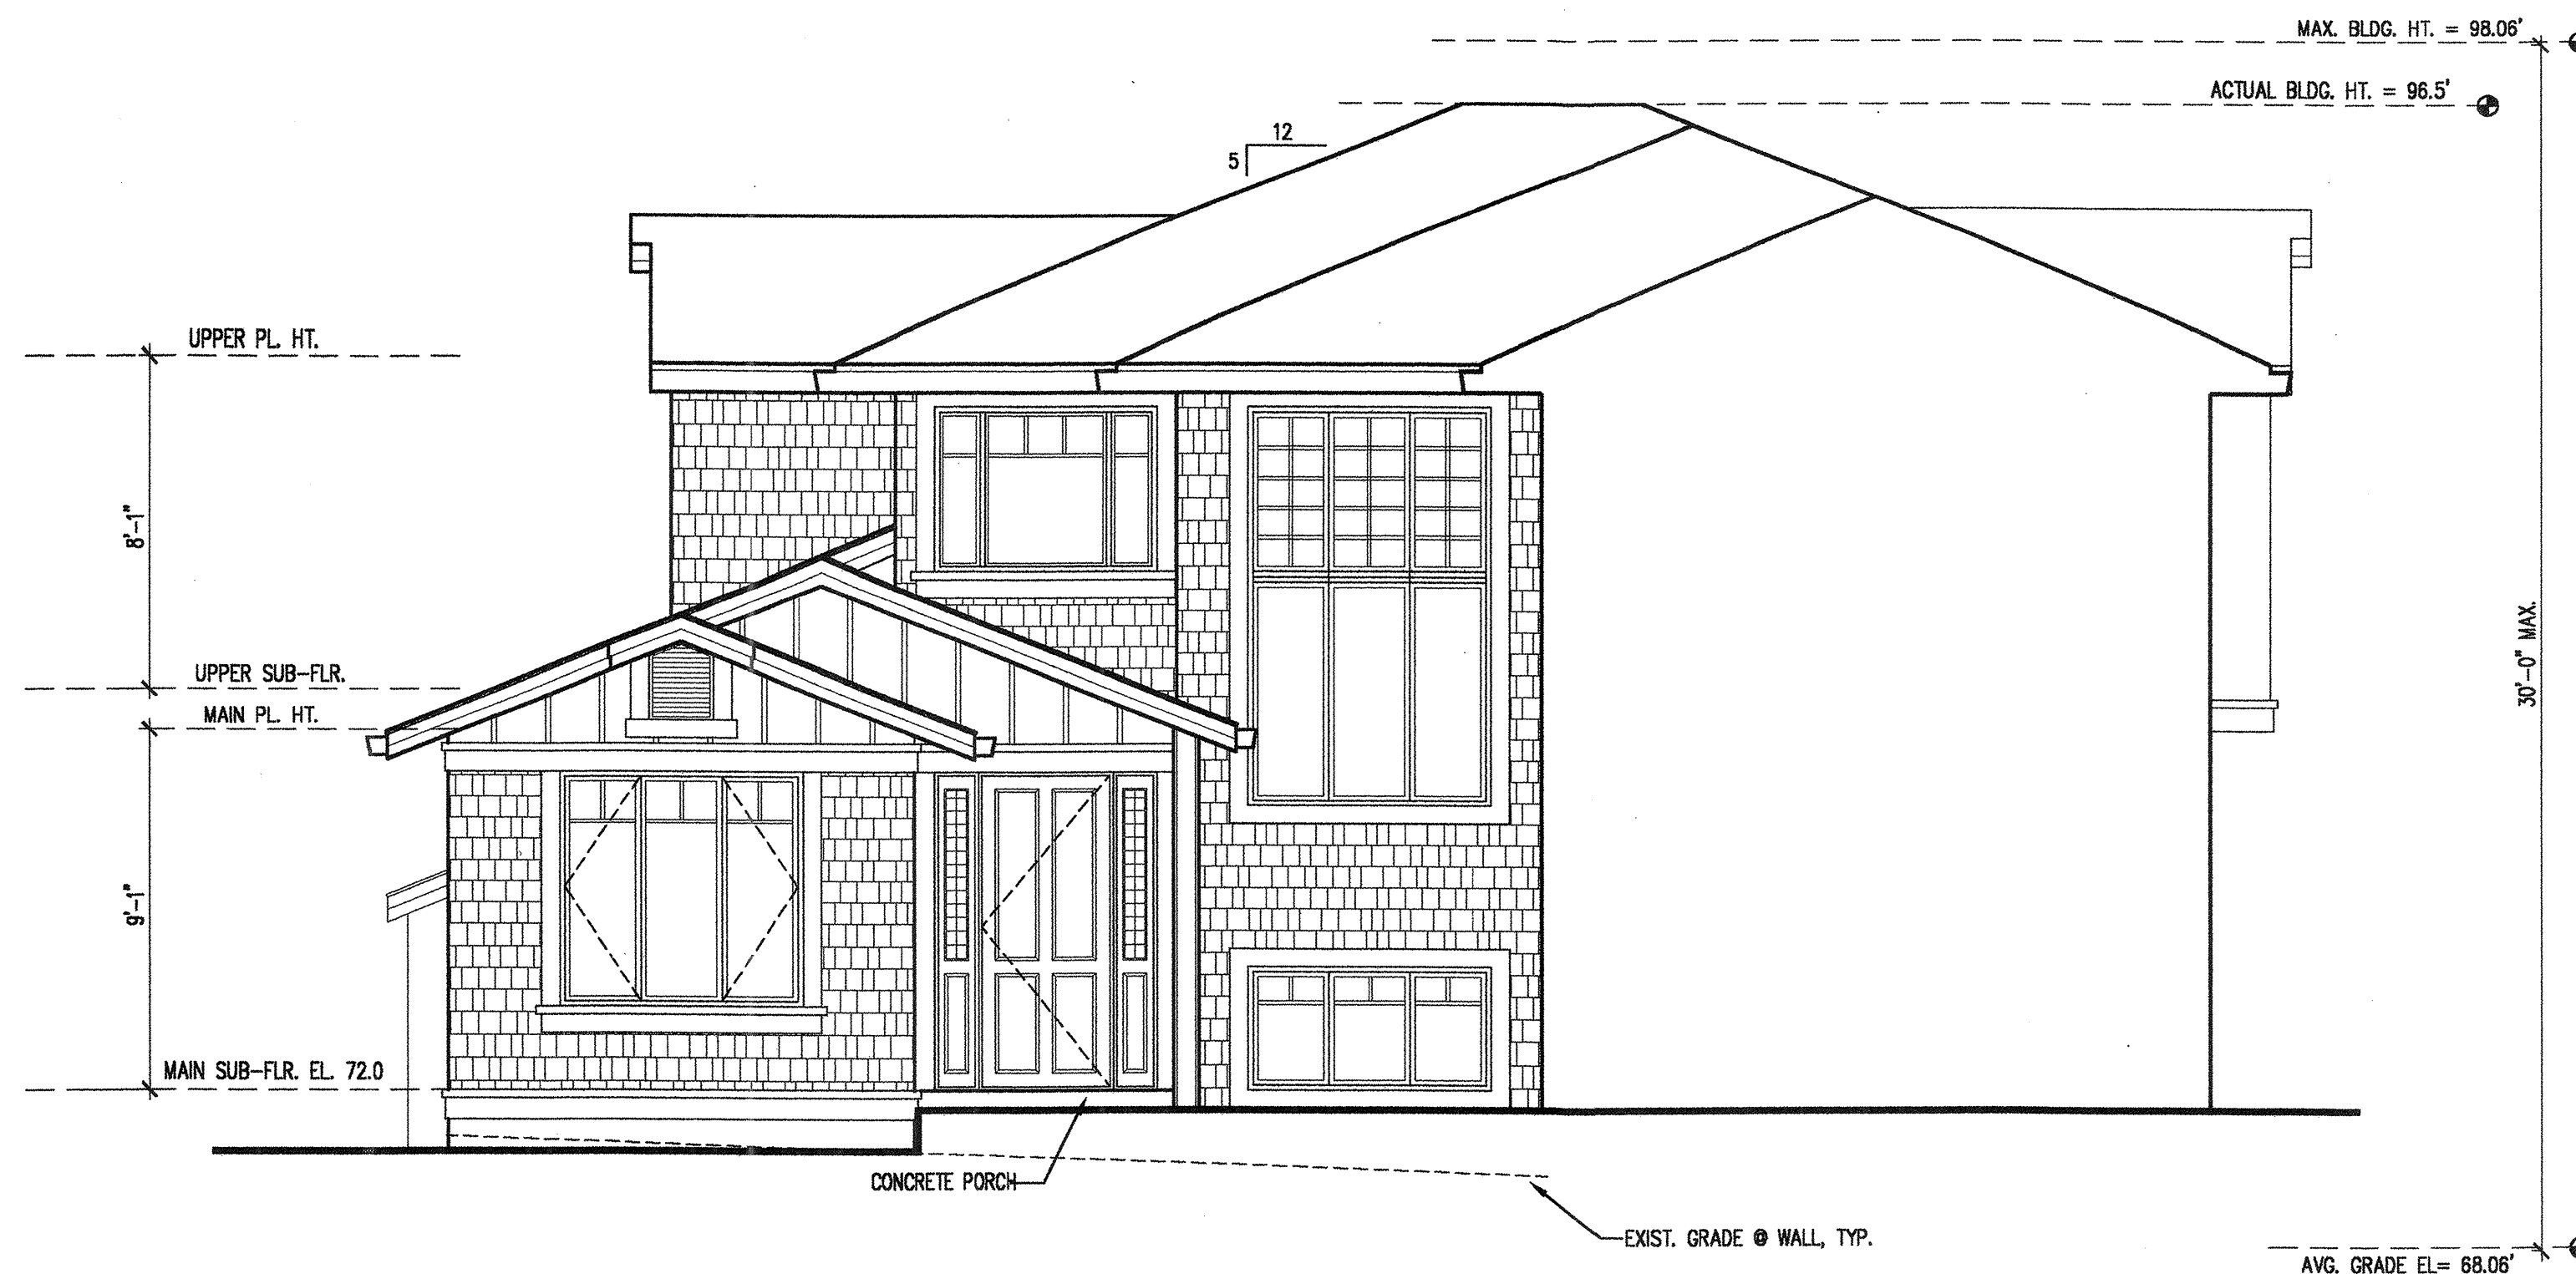 MAX. BLDG. HT. = 98.06'
ACTUAL BLDG. HT. = 96.5'
12
5
UPPER PL. HT.
8'-1"
UPPER SUB-FLR.
MAIN PL. HT.
30'-0" MAX.
9'-1"
MAIN SUB-FLR. EL. 72.0
CONCRETE PORCH
EXIST. GRADE @ WALL, TYP.
AVG. GRADE EL= 68.06'